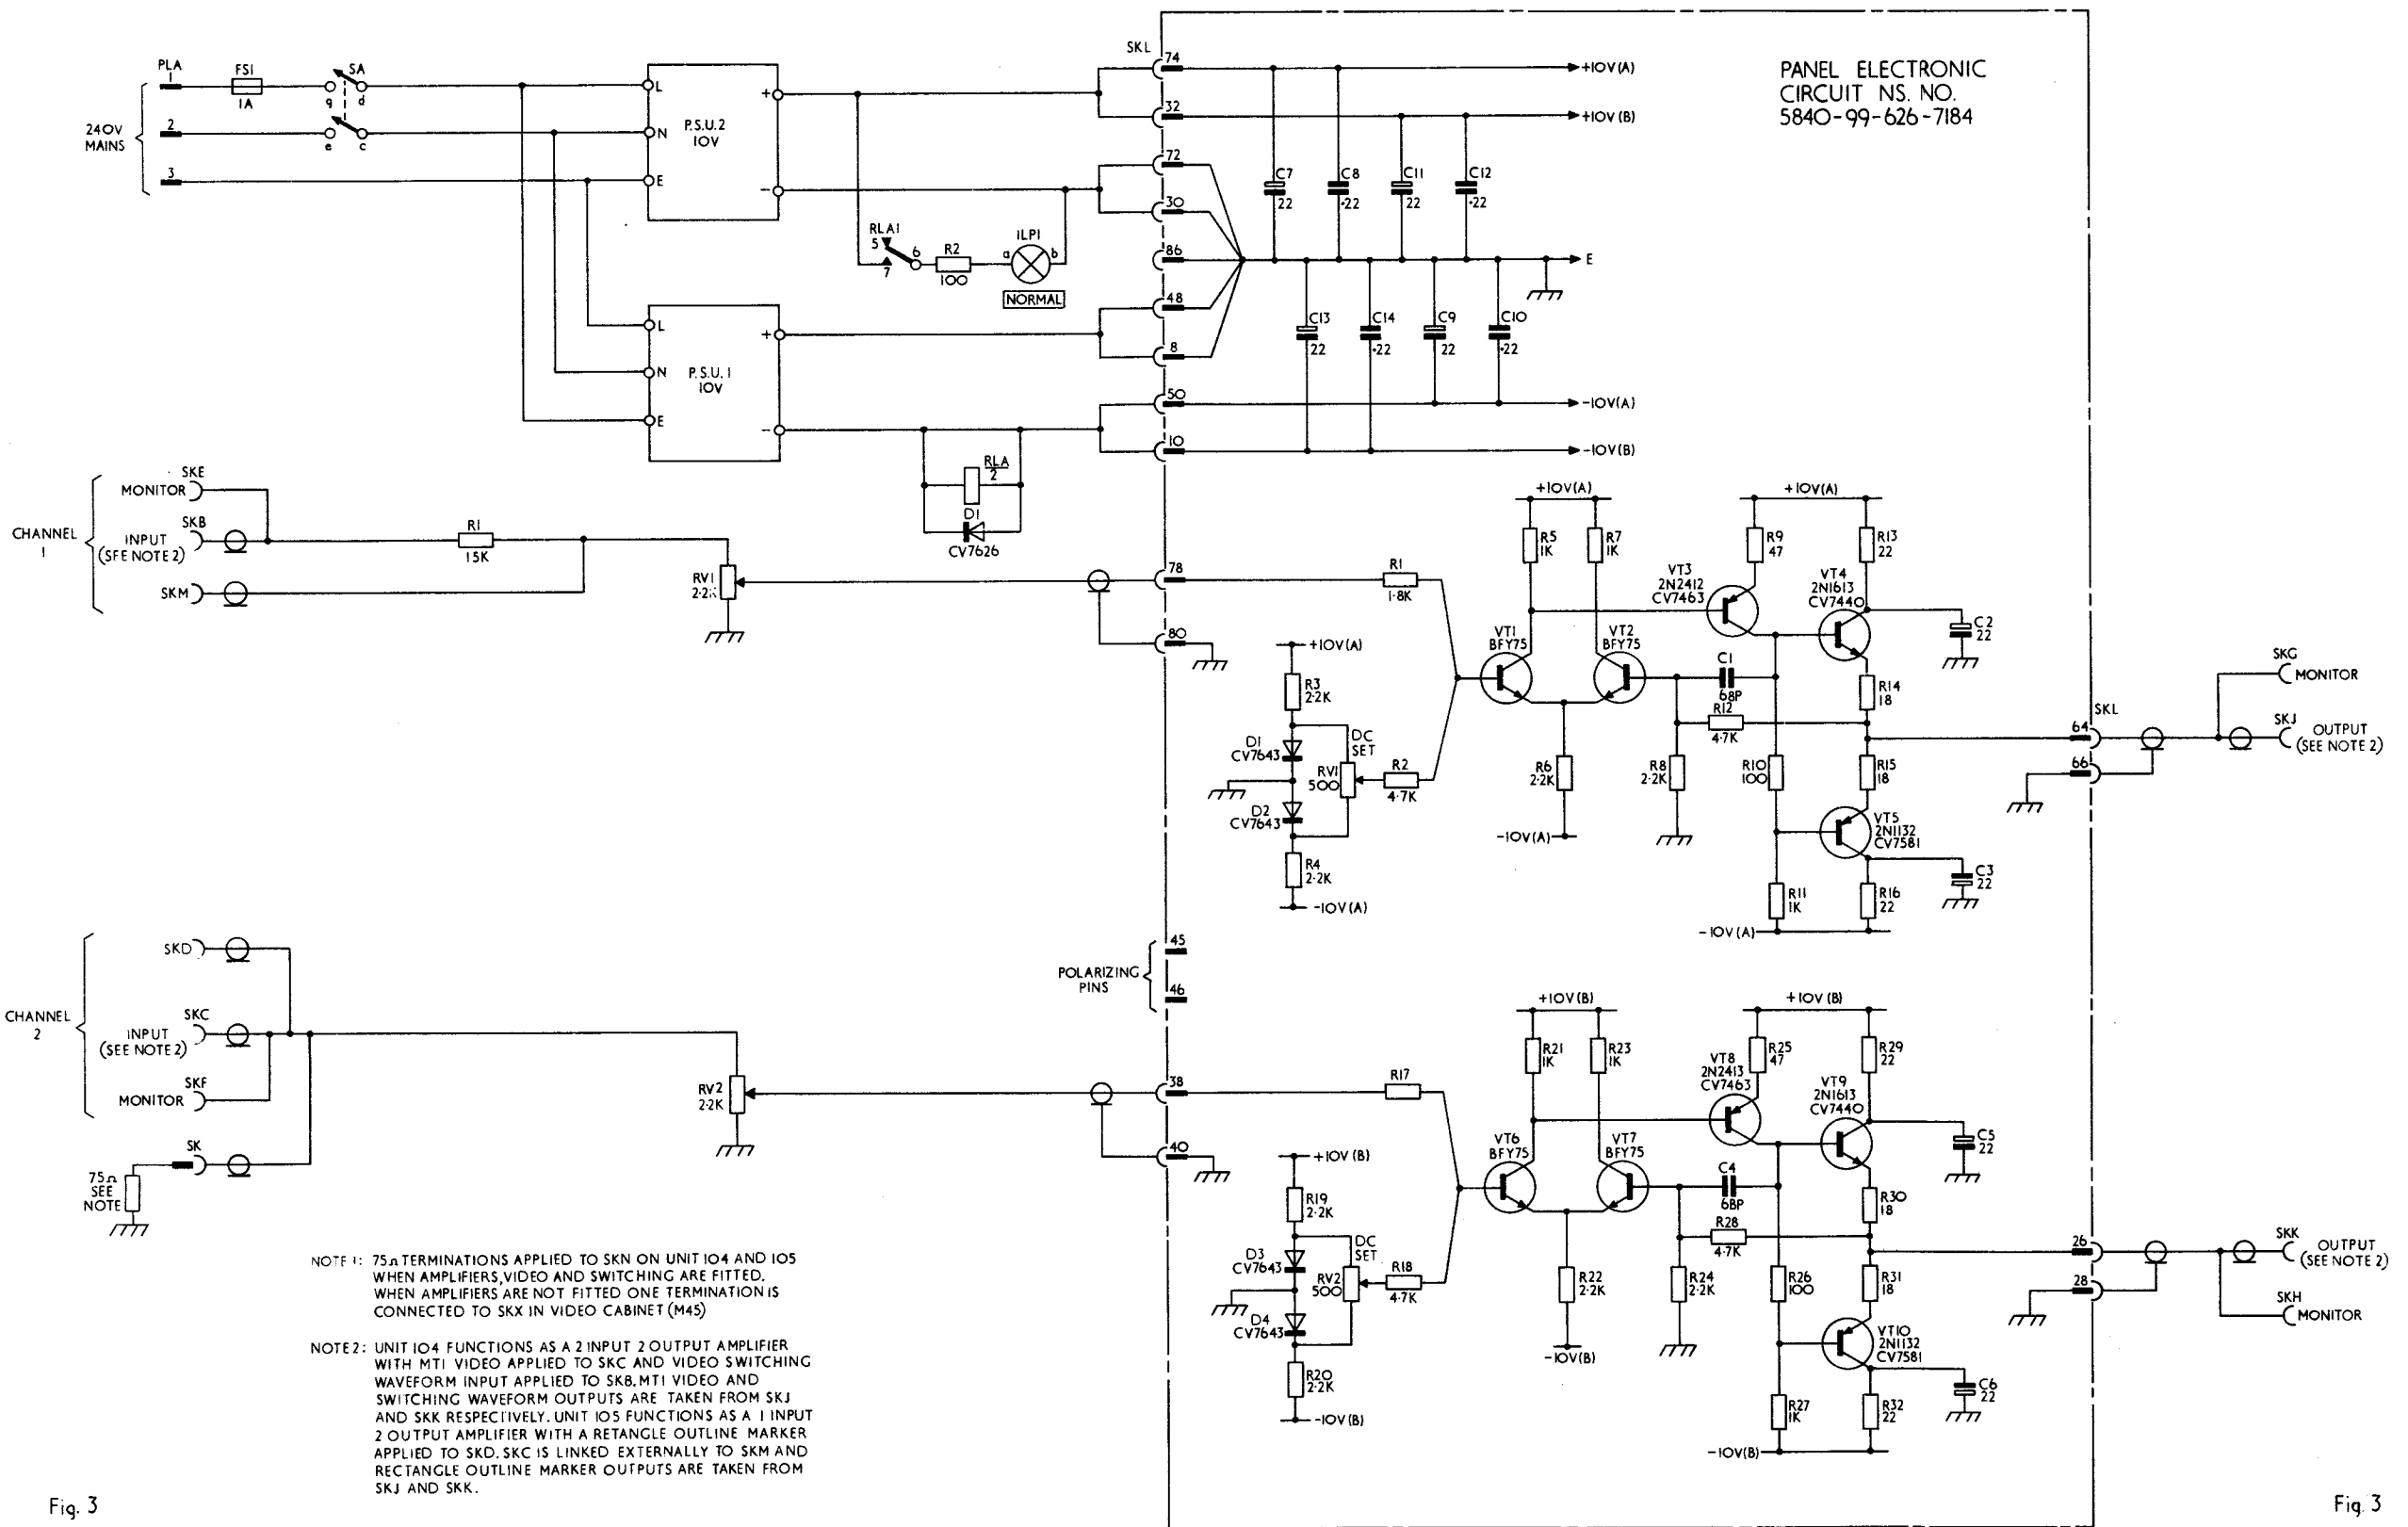 PANEL ELECTRONIC
CIRCUIT NS. NO.
5840-99-626-7184
PLA
1
2
3
240V
MAINS
FS1
1A
SA
g
d
e
c
L
N
E
P.S.U.2
10V
+
−
RLA1
5
6
7
R2
100
ILP1
a
b
NORMAL
L
N
E
P.S.U.1
10V
+
−
RLA
2
D1
CV7626
SKL
74
32
72
30
86
48
8
50
10
+10V(A)
+10V(B)
E
-10V(A)
-10V(B)
C7
22
C8
·22
C11
22
C12
·22
C13
22
C14
·22
C9
22
C10
·22
CHANNEL
1
SKE
MONITOR
SKB
INPUT
(SFE NOTE 2)
SKM
R1
15K
RV1
2·2K
78
80
R1
1·8K
+10V(A)
R3
2·2K
D1
CV7643
D2
CV7643
R4
2·2K
-10V(A)
DC
SET
RV1
500
R2
4·7K
+10V(A)
R5
1K
R7
1K
VT1
BFY75
VT2
BFY75
R6
2·2K
-10V(A)
R8
2·2K
C1
68P
R12
4·7K
+10V(A)
R9
47
R13
22
VT3
2N2412
CV7463
VT4
2N1613
CV7440
C2
22
R14
18
R10
100
R15
18
VT5
2N1132
CV7581
C3
22
R11
1K
R16
22
-10V(A)
64
66
SKL
SKG
MONITOR
SKJ
OUTPUT
(SEE NOTE 2)
POLARIZING
PINS
45
46
CHANNEL
2
SKD
SKC
INPUT
(SEE NOTE 2)
SKF
MONITOR
SK
75Ω
SEE
NOTE
RV2
2·2K
38
40
R17
+10V(B)
R19
2·2K
D3
CV7643
D4
CV7643
R20
2·2K
-10V(B)
DC
SET
RV2
500
R18
4·7K
+10V(B)
R21
1K
R23
1K
VT6
BFY75
VT7
BFY75
R22
2·2K
-10V(B)
R24
2·2K
C4
68P
R28
4·7K
+10V(B)
R25
47
R29
22
VT8
2N2413
CV7463
VT9
2N1613
CV7440
C5
22
R30
18
R26
100
R31
18
VT10
2N1132
CV7581
C6
22
R27
1K
R32
22
-10V(B)
26
28
SKK
OUTPUT
(SEE NOTE 2)
SKH
MONITOR
NOTE 1: 75Ω TERMINATIONS APPLIED TO SKN ON UNIT 104 AND 105
WHEN AMPLIFIERS, VIDEO AND SWITCHING ARE FITTED.
WHEN AMPLIFIERS ARE NOT FITTED ONE TERMINATION IS
CONNECTED TO SKX IN VIDEO CABINET (M45)
NOTE 2: UNIT 104 FUNCTIONS AS A 2 INPUT 2 OUTPUT AMPLIFIER
WITH MTI VIDEO APPLIED TO SKC AND VIDEO SWITCHING
WAVEFORM INPUT APPLIED TO SKB. MTI VIDEO AND
SWITCHING WAVEFORM OUTPUTS ARE TAKEN FROM SKJ
AND SKK RESPECTIVELY. UNIT 105 FUNCTIONS AS A 1 INPUT
2 OUTPUT AMPLIFIER WITH A RETANGLE OUTLINE MARKER
APPLIED TO SKD. SKC IS LINKED EXTERNALLY TO SKM AND
RECTANGLE OUTLINE MARKER OUTPUTS ARE TAKEN FROM
SKJ AND SKK.
Fig. 3
Fig. 3